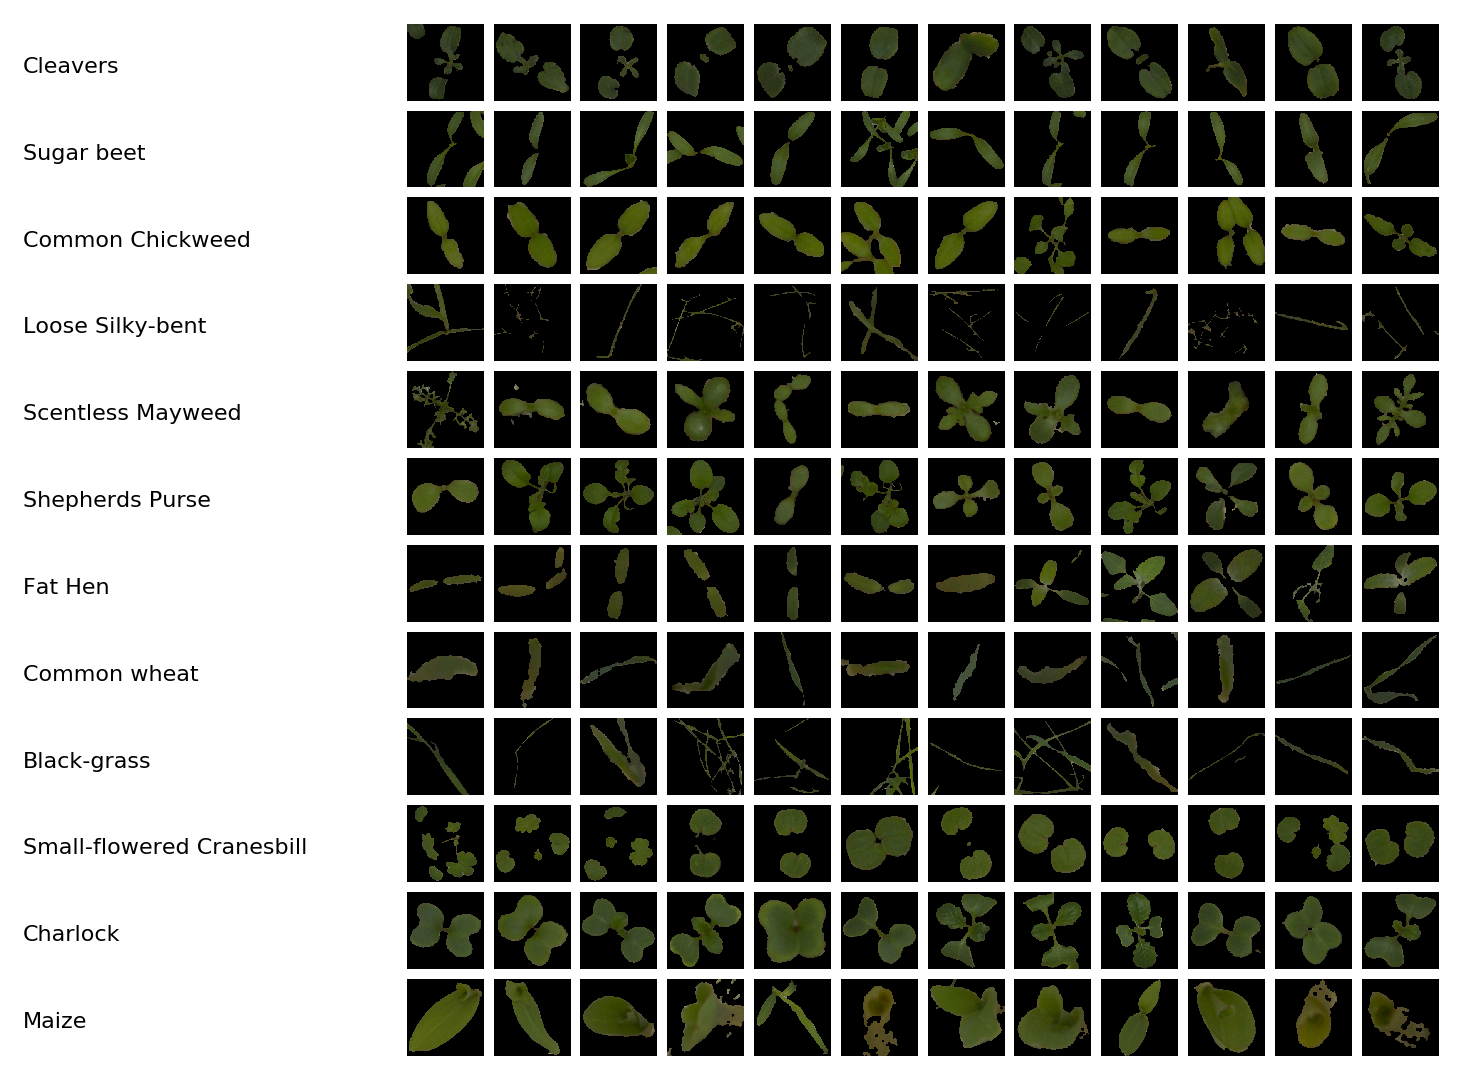 Cleavers
Sugar beet
Common Chickweed
Loose Silky-bent
Scentless Mayweed
Shepherds Purse
Fat Hen
Common wheat
Black-grass
Small-flowered Cranesbill
Charlock
Maize